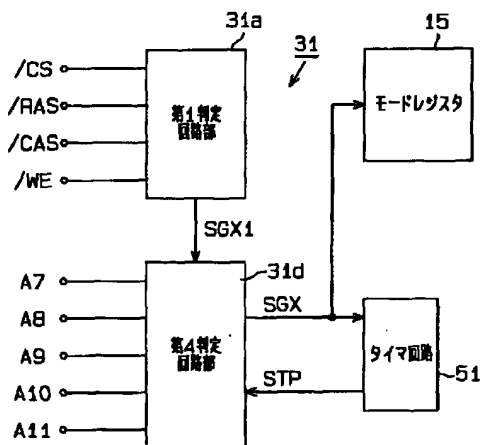 31a
31
15
/CS
/RAS
/CAS
/WE
第1判定
回路部
モードレジスタ
SGX1
A7
A8
A9
A10
A11
31d
第4判定
回路部
SGX
STP
タイマ回路
51